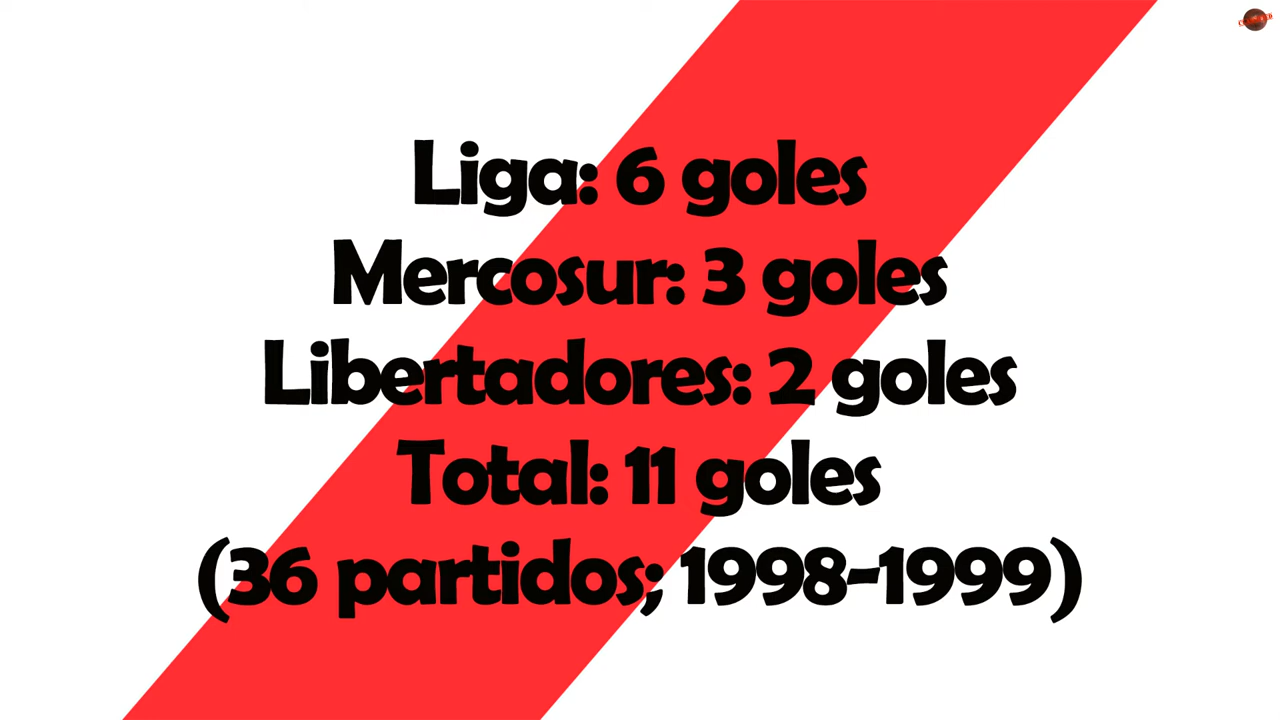 Liga: 6 goles
Mercosur: 3 goles
Libertadores: 2 goles
Total: 11 goles
(36 partidos; 1998-1999)